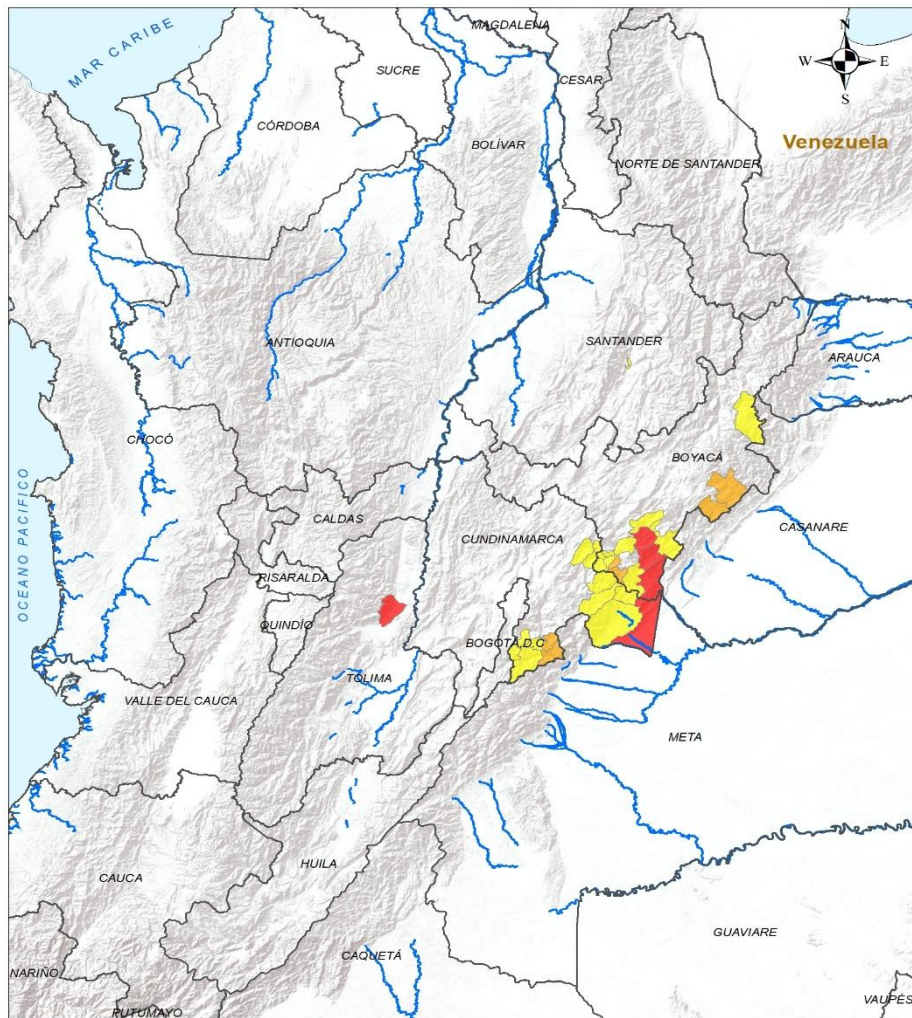 MAGDALENA
N
MAR CARIBE
SUCRE
CESAR
W
E
S
CÓRDOBA
BOLÍVAR
Venezuela
NORTE DE SANTANDER
ANTIOQUIA
SANTANDER
ARAUCA
CHOCÓ
BOYACÁ
OCEANO PACIFICO
CALDAS
CUNDINAMARCA
CASANARE
RISARALDA
QUINDÍO
BOGOTÁ,D.C
TOLIMA
VALLE DEL CAUCA
META
HUILA
CAUCA
GUAVIARE
CAQUETÁ
NARIÑO
VAUPÉS
PUTUMAYO